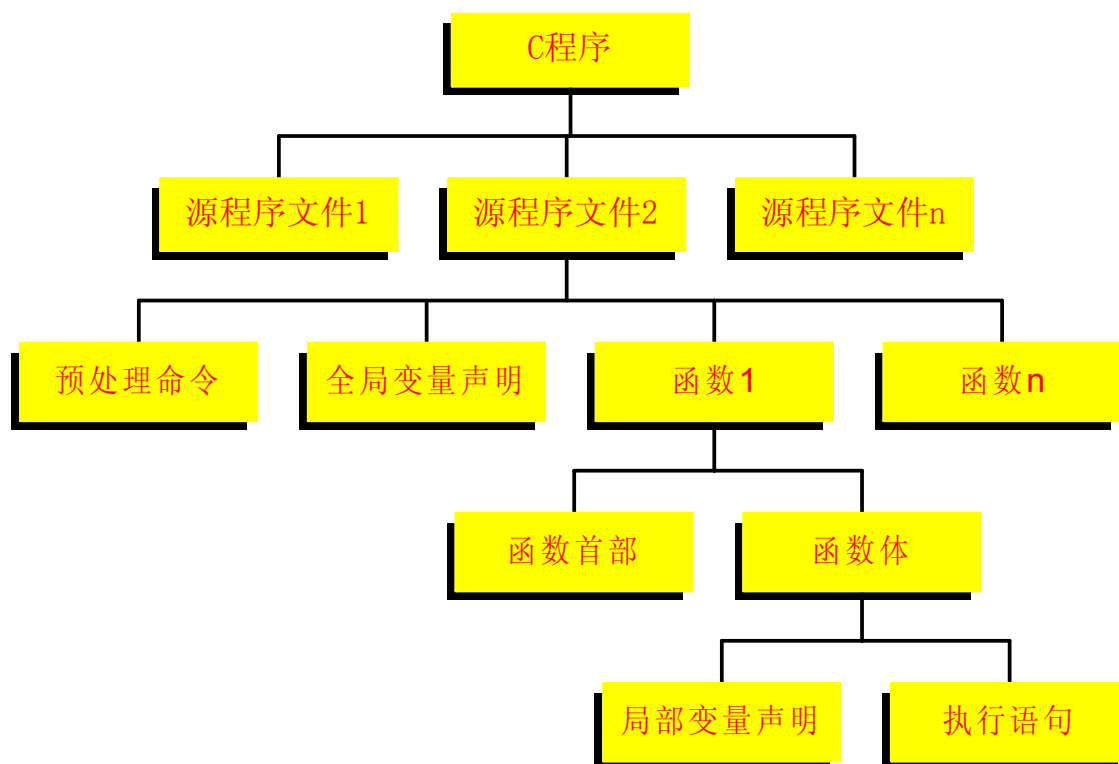 C程序
源程序文件1
源程序文件2
源程序文件n
预处理命令
全局变量声明
函数1
函数n
函数首部
函数体
局部变量声明
执行语句